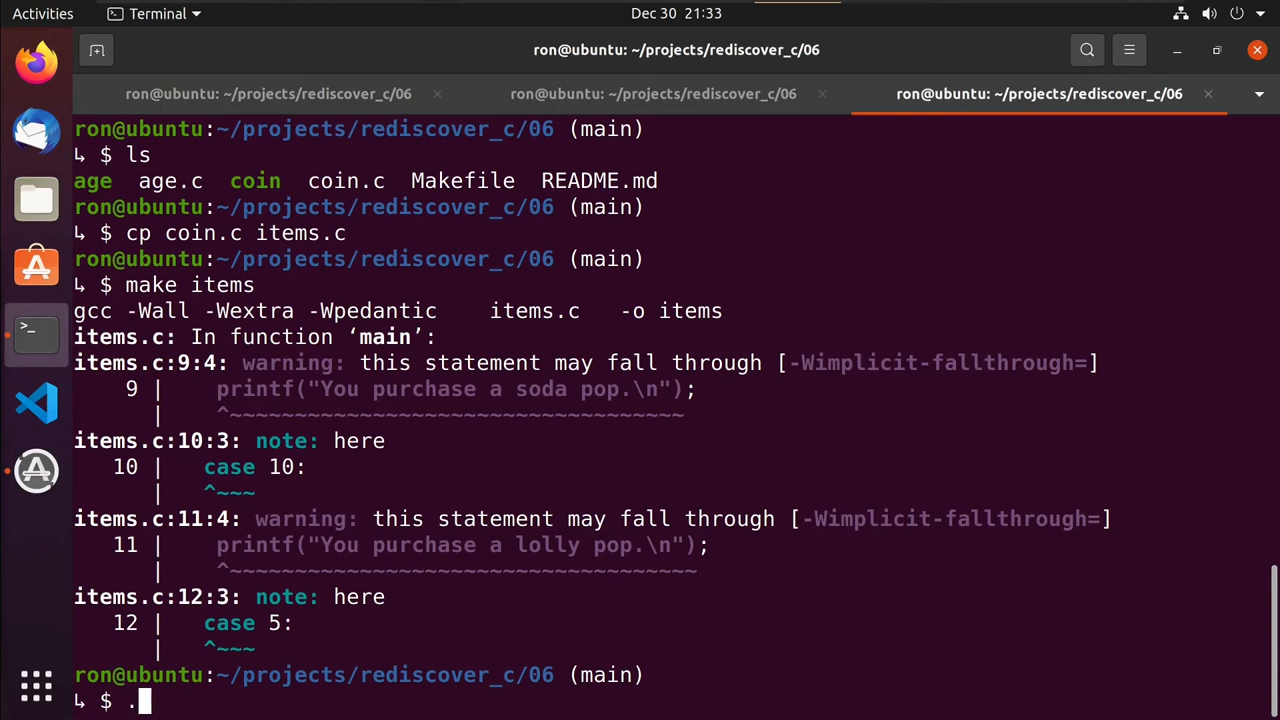 Activities Terminal Dec 30 21:33
ron@ubuntu: ~/projects/rediscover_c/06
ron@ubuntu: ~/projects/rediscover_c/06 ron@ubuntu: ~/projects/rediscover_c/06 ron@ubuntu: ~/projects/rediscover_c/06
ron@ubuntu:~/projects/rediscover_c/06 (main)
↳ $ ls
age age.c coin coin.c Makefile README.md
ron@ubuntu:~/projects/rediscover_c/06 (main)
↳ $ cp coin.c items.c
ron@ubuntu:~/projects/rediscover_c/06 (main)
↳ $ make items
gcc -Wall -Wextra -Wpedantic    items.c   -o items
items.c: In function ‘main’:
items.c:9:4: warning: this statement may fall through [-Wimplicit-fallthrough=]
    9 |    printf("You purchase a soda pop.\n");
      |    ^~~~~~~~~~~~~~~~~~~~~~~~~~~~~~~~~~~~
items.c:10:3: note: here
   10 |   case 10:
      |   ^~~~
items.c:11:4: warning: this statement may fall through [-Wimplicit-fallthrough=]
   11 |    printf("You purchase a lolly pop.\n");
      |    ^~~~~~~~~~~~~~~~~~~~~~~~~~~~~~~~~~~~~
items.c:12:3: note: here
   12 |   case 5:
      |   ^~~~
ron@ubuntu:~/projects/rediscover_c/06 (main)
↳ $ .